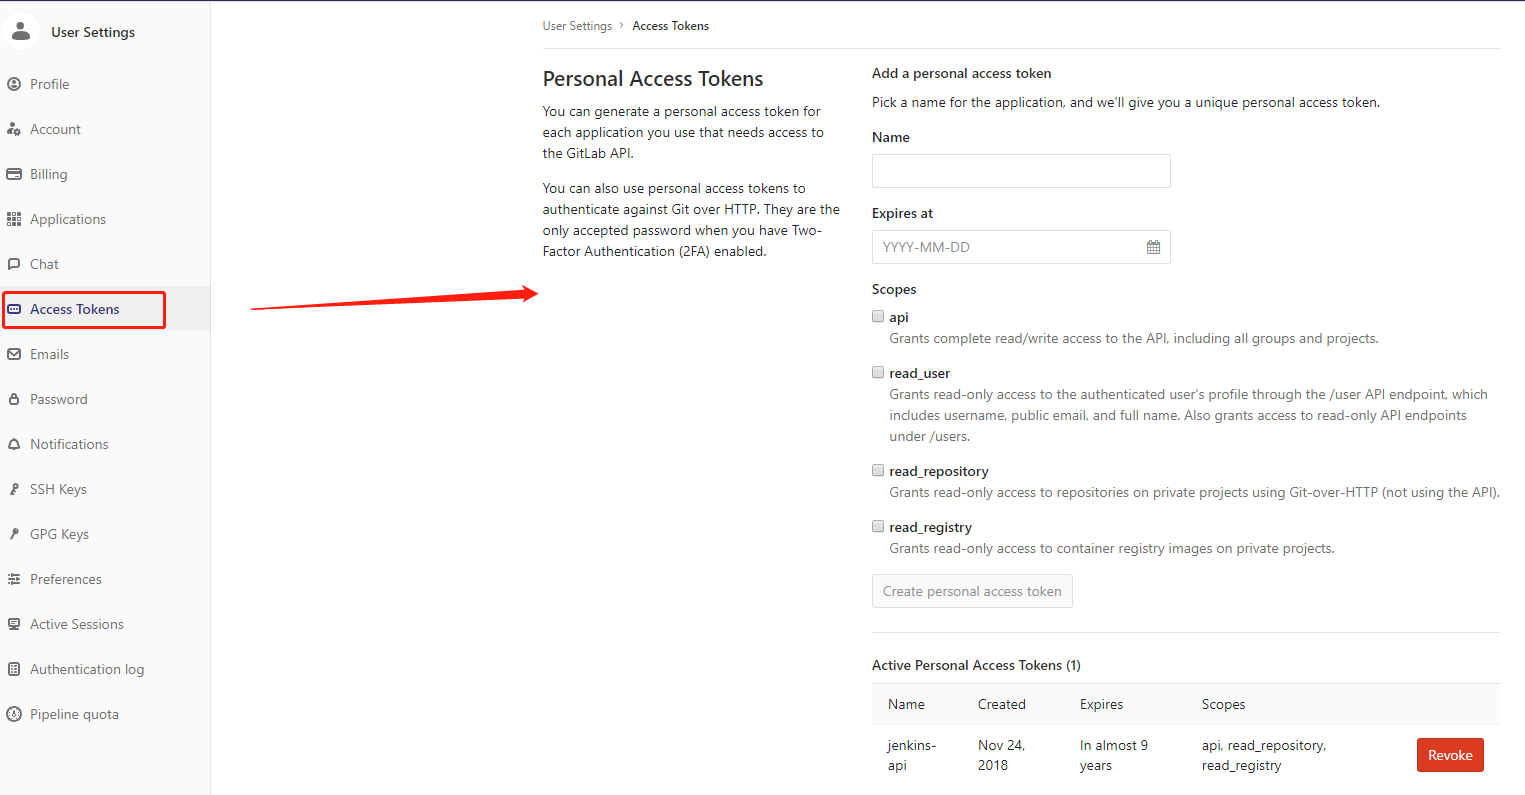 User Settings
Profile
Account
Billing
Applications
Chat
Access Tokens
Emails
Password
Notifications
SSH Keys
GPG Keys
Preferences
Active Sessions
Authentication log
Pipeline quota
User Settings › Access Tokens
Personal Access Tokens
You can generate a personal access token for
each application you use that needs access to
the GitLab API.
You can also use personal access tokens to
authenticate against Git over HTTP. They are the
only accepted password when you have Two-
Factor Authentication (2FA) enabled.
Add a personal access token
Pick a name for the application, and we'll give you a unique personal access token.
Name
Expires at
YYYY-MM-DD
Scopes
api
Grants complete read/write access to the API, including all groups and projects.
read_user
Grants read-only access to the authenticated user's profile through the /user API endpoint, which
includes username, public email, and full name. Also grants access to read-only API endpoints
under /users.
read_repository
Grants read-only access to repositories on private projects using Git-over-HTTP (not using the API).
read_registry
Grants read-only access to container registry images on private projects.
Create personal access token
Active Personal Access Tokens (1)
Name Created Expires Scopes
jenkins- Nov 24, In almost 9 api, read_repository,
api 2018 years read_registry
Revoke